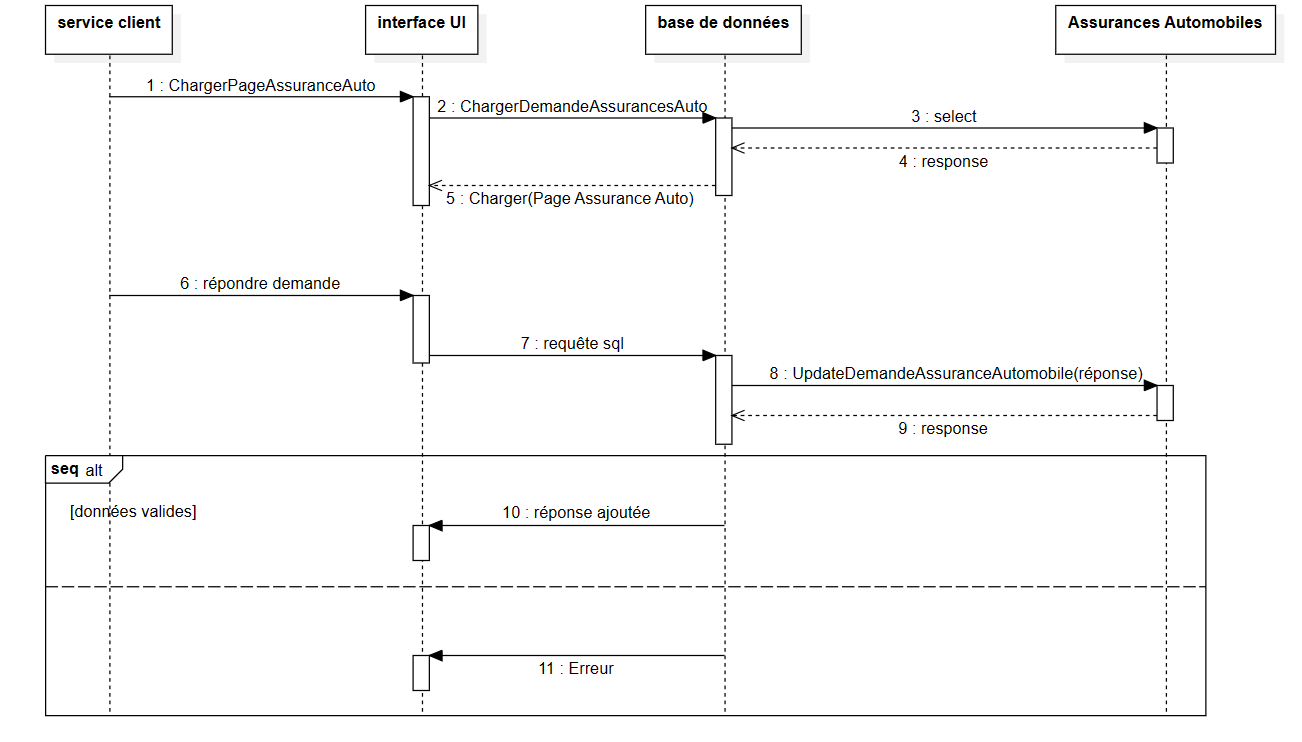 service client
interface UI
base de données
Assurances Automobiles
1 : ChargerPageAssuranceAuto
2 : ChargerDemandeAssurancesAuto
3 : select
4 : response
5 : Charger(Page Assurance Auto)
6 : répondre demande
7 : requête sql
8 : UpdateDemandeAssuranceAutomobile(réponse)
9 : response
seq alt
[données valides]
10 : réponse ajoutée
11 : Erreur